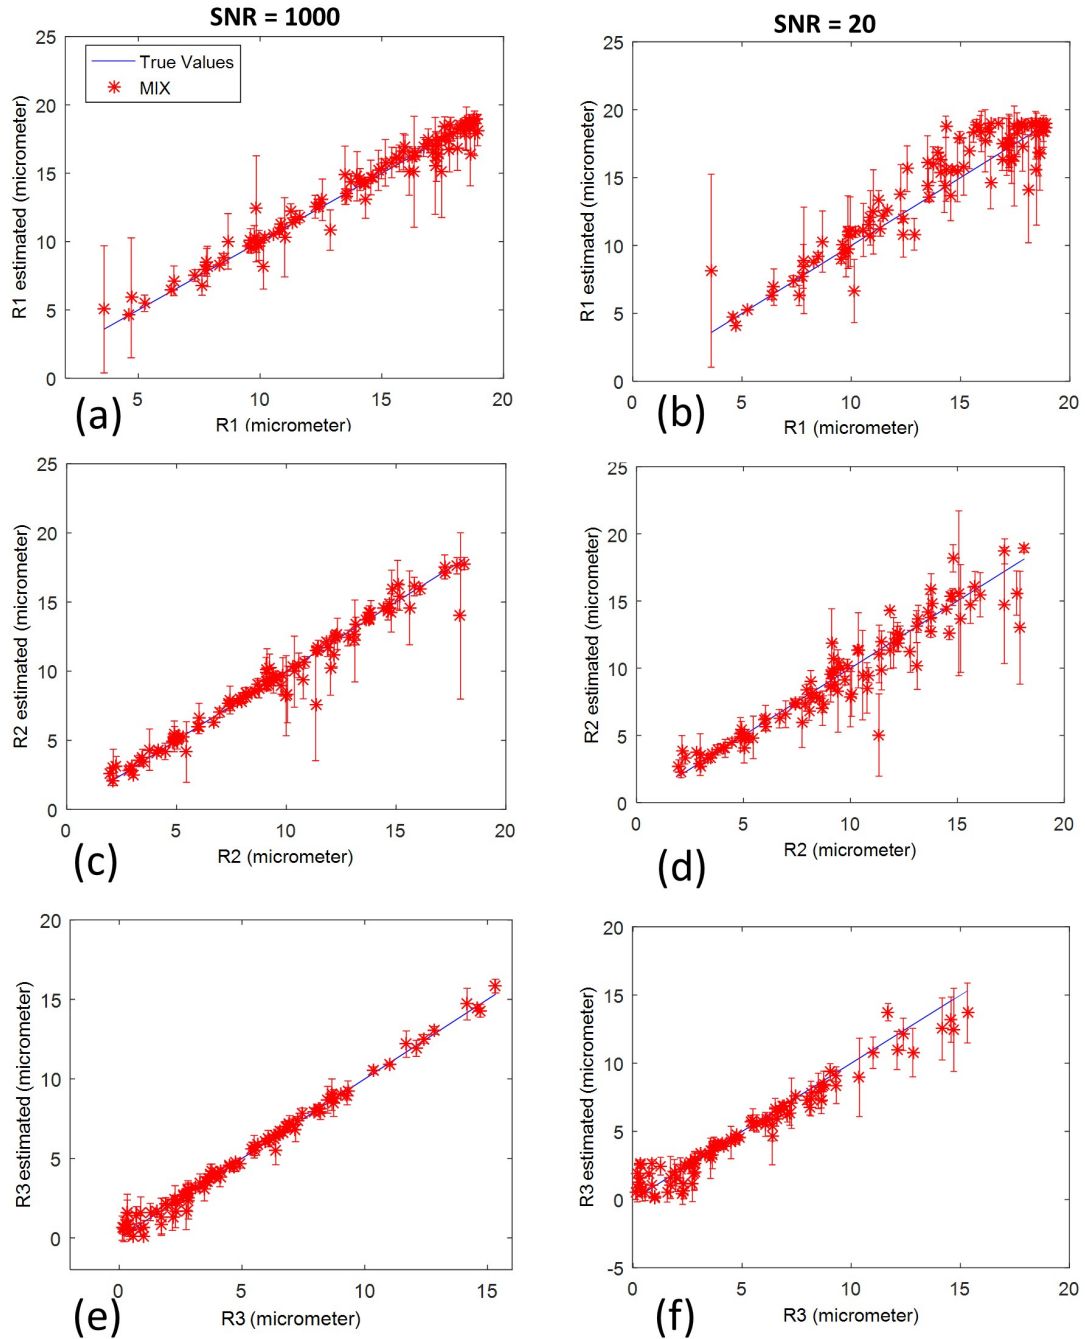 SNR = 1000
SNR = 20
25
20
15
10
5
0
R1 estimated (micrometer)
True Values
MIX
5
10
15
20
R1 (micrometer)
(a)
25
20
15
10
5
0
R1 estimated (micrometer)
0
5
10
15
20
R1 (micrometer)
(b)
25
20
15
10
5
0
R2 estimated (micrometer)
0
5
10
15
20
R2 (micrometer)
(c)
25
20
15
10
5
0
R2 estimated (micrometer)
0
5
10
15
20
R2 (micrometer)
(d)
20
15
10
5
0
R3 estimated (micrometer)
0
5
10
15
R3 (micrometer)
(e)
20
15
10
5
0
-5
R3 estimated (micrometer)
0
5
10
15
20
R3 (micrometer)
(f)